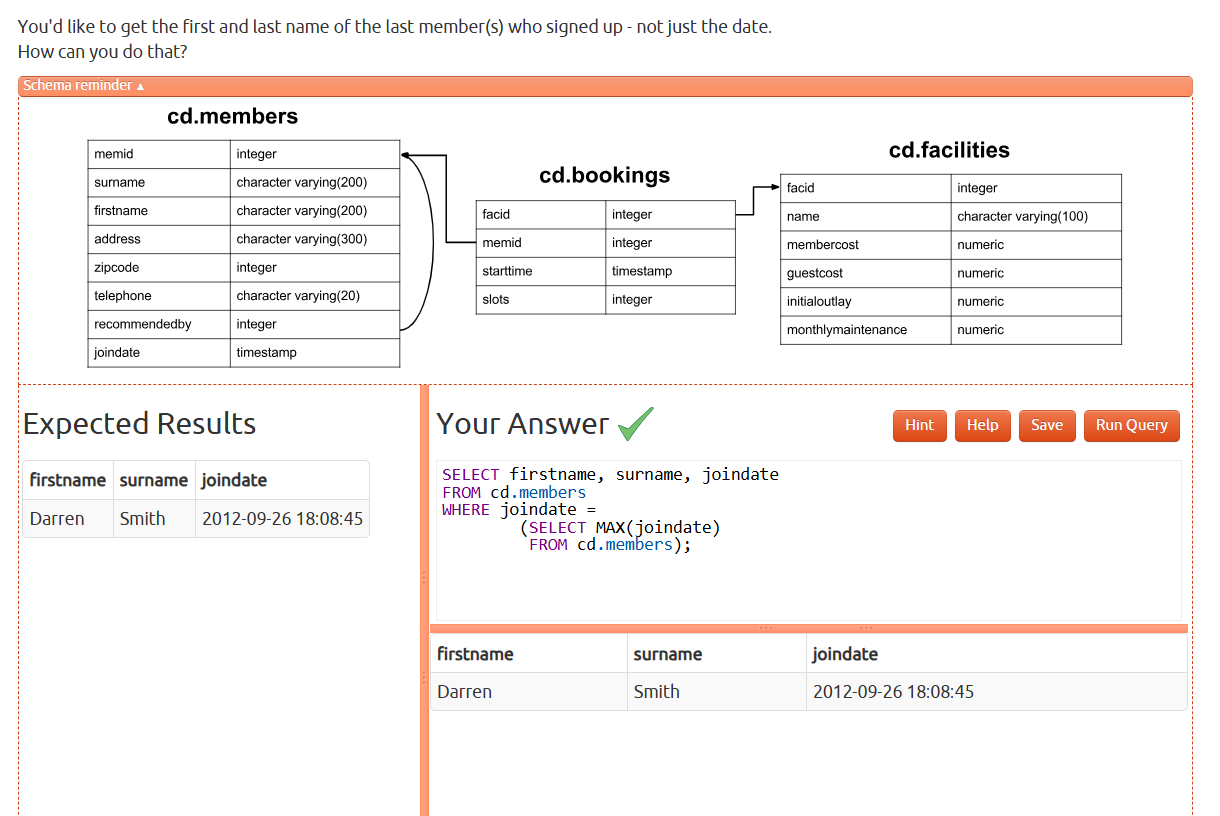 You'd like to get the first and last name of the last member(s) who signed up - not just the date.
How can you do that?
Schema reminder ▴
cd.members
memid integer
surname character varying(200)
firstname character varying(200)
address character varying(300)
zipcode integer
telephone character varying(20)
recommendedby integer
joindate timestamp
cd.bookings
facid integer
memid integer
starttime timestamp
slots integer
cd.facilities
facid integer
name character varying(100)
membercost numeric
guestcost numeric
initialoutlay numeric
monthlymaintenance numeric
Expected Results
firstname surname joindate
Darren Smith 2012-09-26 18:08:45
Your Answer
Hint Help Save Run Query
SELECT firstname, surname, joindate
FROM cd.members
WHERE joindate =
(SELECT MAX(joindate)
FROM cd.members);
firstname surname joindate
Darren Smith 2012-09-26 18:08:45